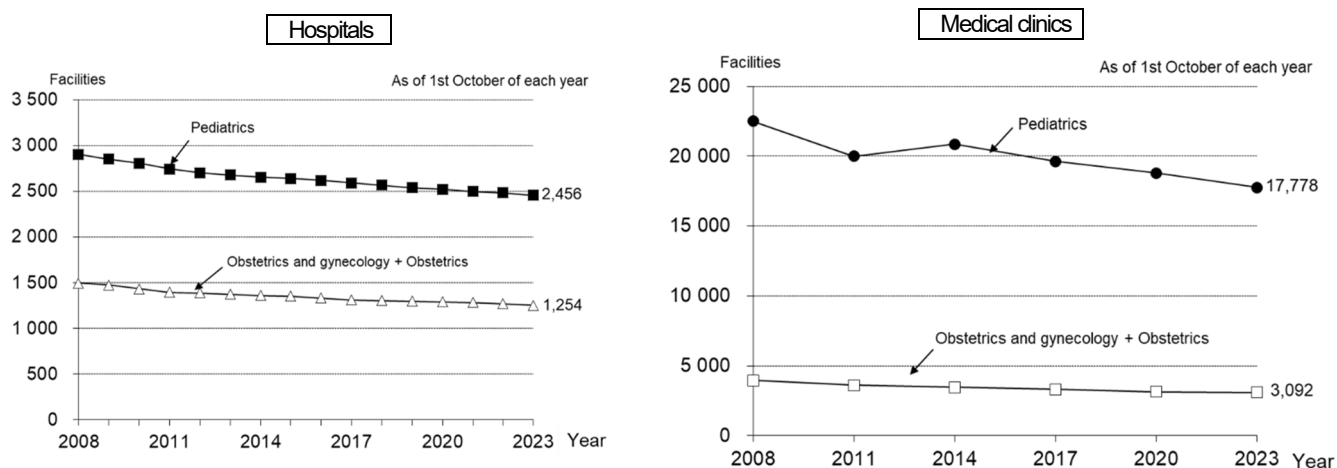 Hospitals
Facilities
As of 1st October of each year
3 500
3 000
2 500
2 000
1 500
1 000
500
0
Pediatrics
2,456
Obstetrics and gynecology + Obstetrics
1,254
2008 2011 2014 2017 2020 2023 Year
Medical clinics
Facilities
As of 1st October of each year
25 000
20 000
15 000
10 000
5 000
0
Pediatrics
17,778
Obstetrics and gynecology + Obstetrics
3,092
2008 2011 2014 2017 2020 2023 Year